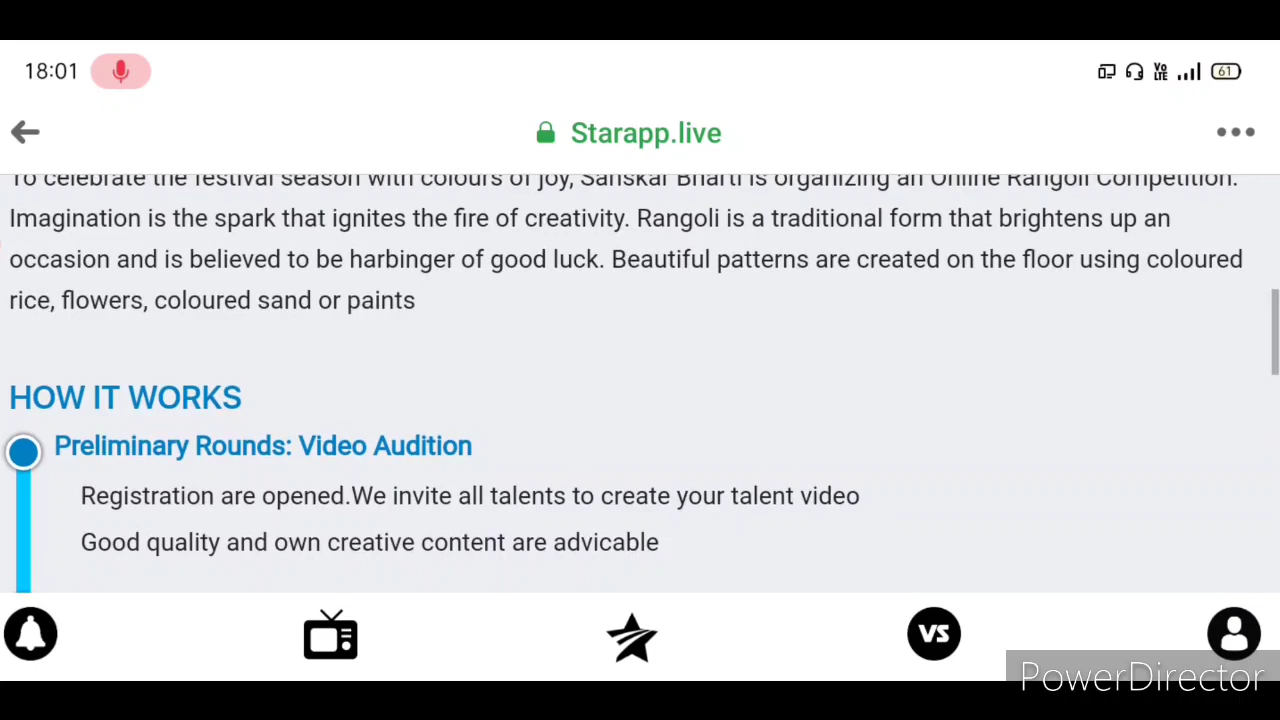 18:01
Vo LTE
61
Starapp.live
To celebrate the festival season with colours of joy, Sanskar Bharti is organizing an Online Rangoli Competition.
Imagination is the spark that ignites the fire of creativity. Rangoli is a traditional form that brightens up an
occasion and is believed to be harbinger of good luck. Beautiful patterns are created on the floor using coloured
rice, flowers, coloured sand or paints
HOW IT WORKS
Preliminary Rounds: Video Audition
Registration are opened.We invite all talents to create your talent video
Good quality and own creative content are advicable
VS
PowerDirector